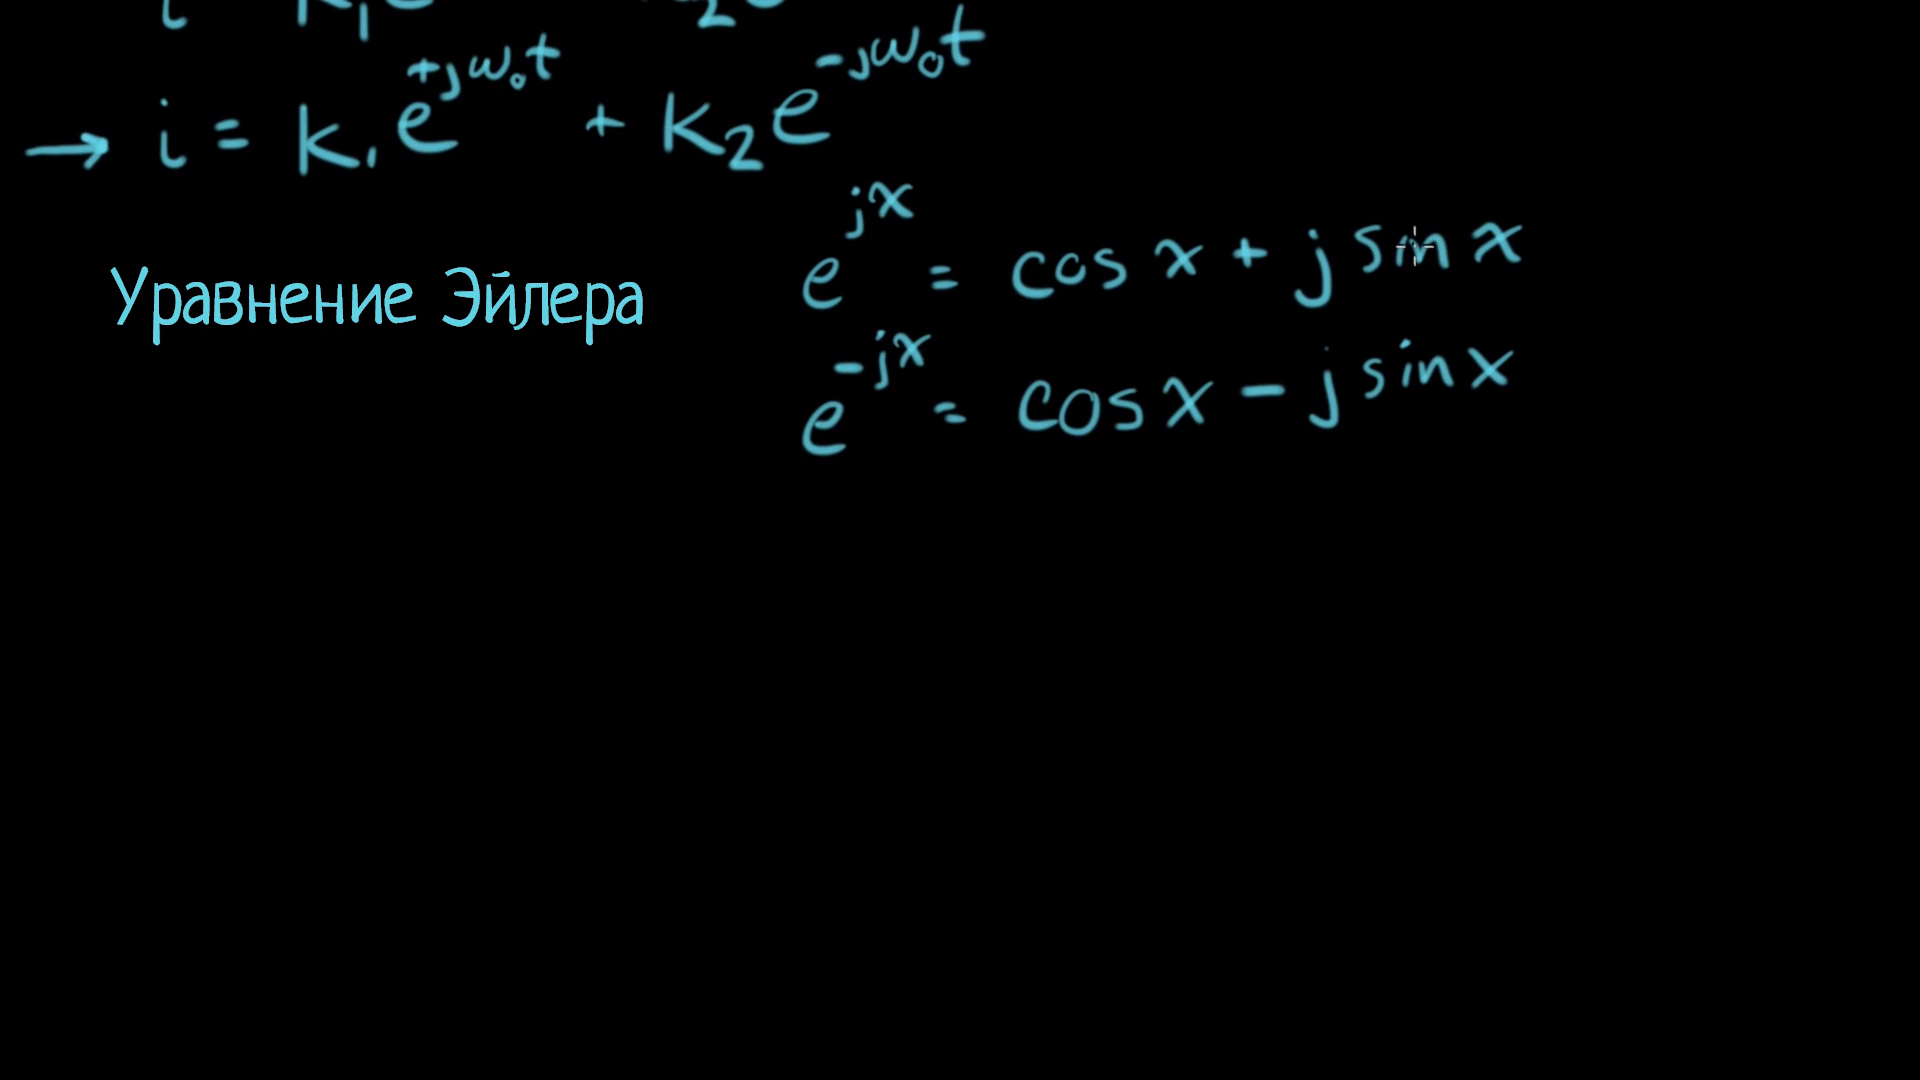 → i = K₁e^{+jω₀t} + K₂e^{-jω₀t}
Уравнение Эйлера
e^{jx} = cos x + j sin x
e^{-jx} = cos x - j sin x